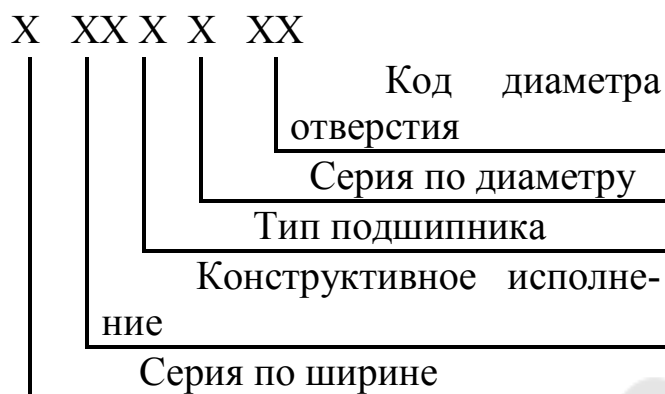 X XX X X XX
Код диаметра
отверстия
Серия по диаметру
Тип подшипника
Конструктивное исполне-
ние
Серия по ширине